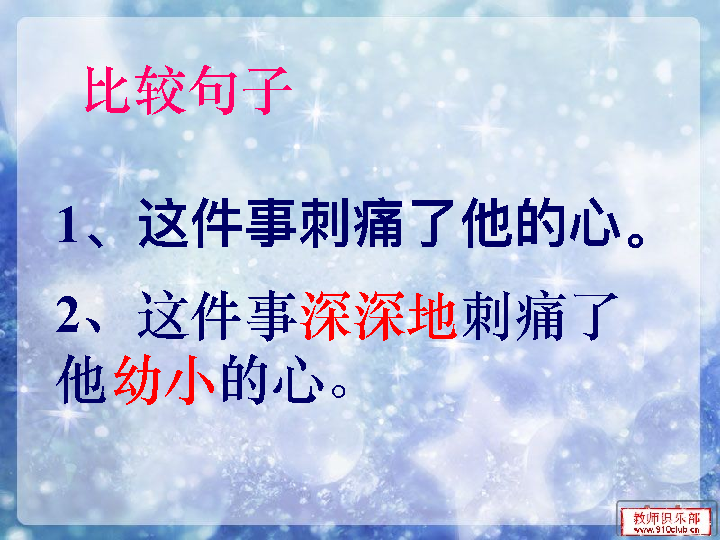 比较句子
1、这件事刺痛了他的心。
2、这件事深深地刺痛了
他幼小的心。
教师俱乐部
www.910club.cn